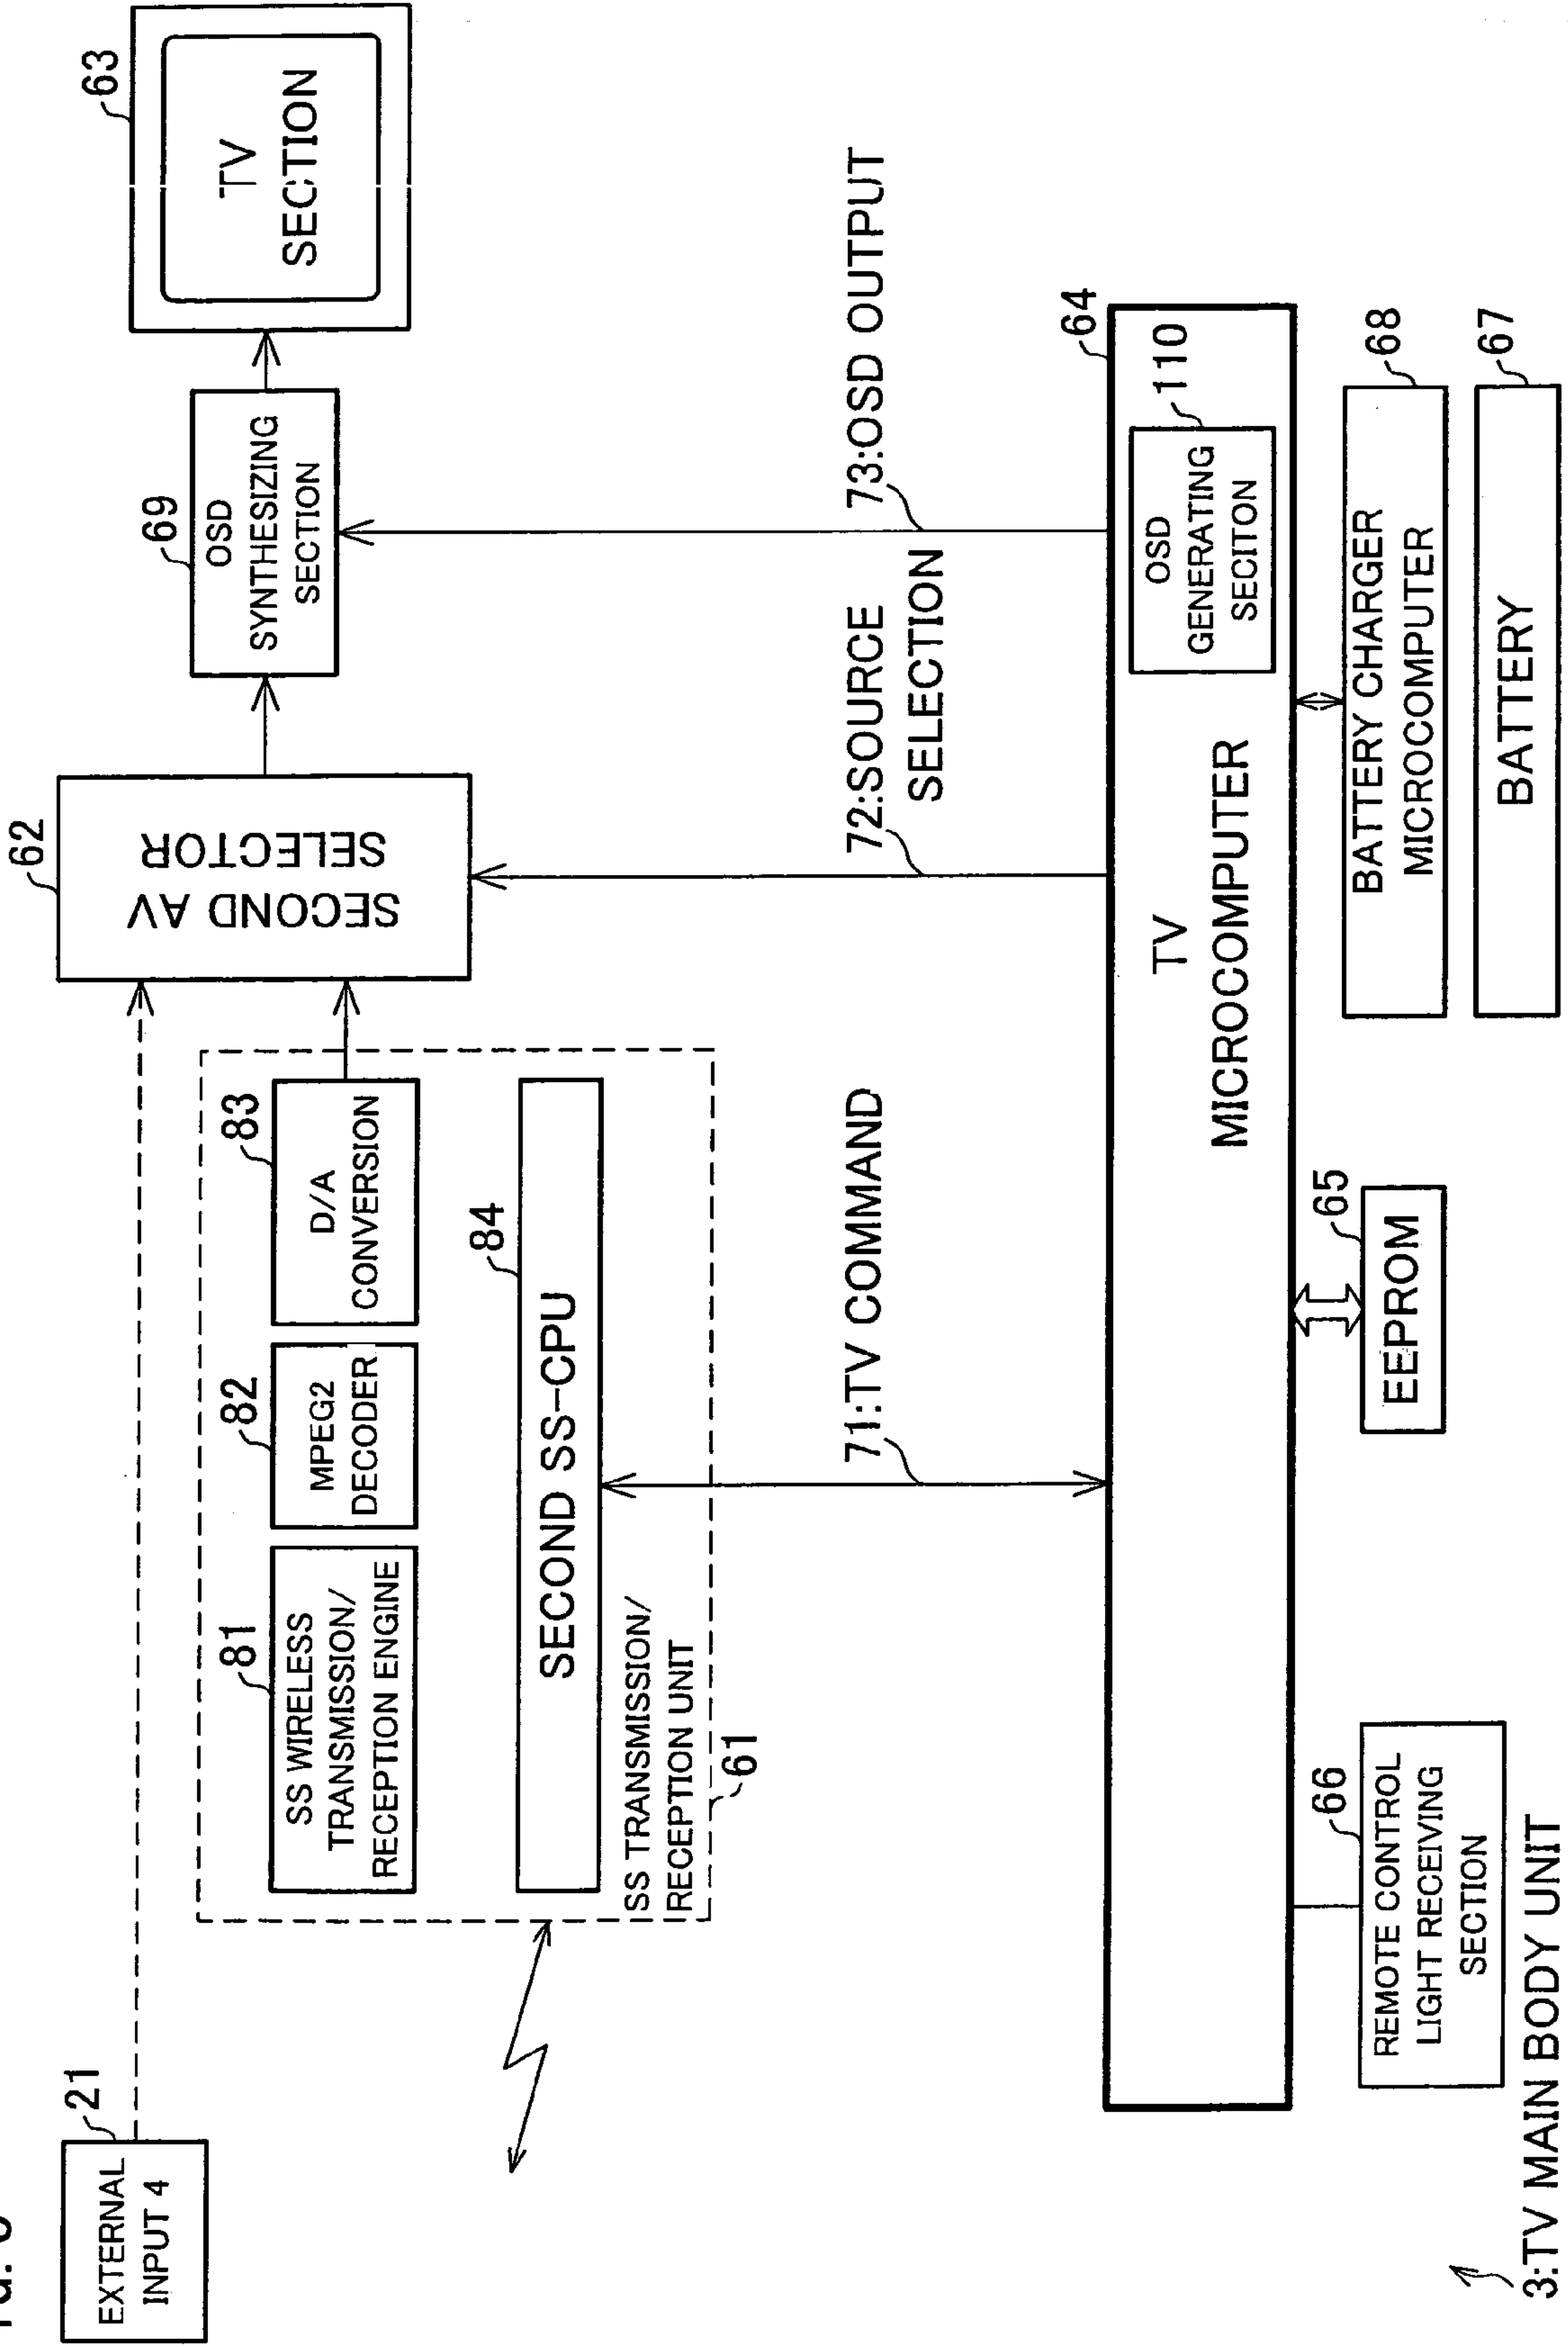 EXTERNAL
INPUT 4
21
SS WIRELESS
TRANSMISSION/
RECEPTION ENGINE
81
MPEG2
DECODER
82
D/A
CONVERSION
83
SECOND SS-CPU
84
SS TRANSMISSION/
RECEPTION UNIT
61
SECOND AV
SELECTOR
62
OSD
SYNTHESIZING
SECTION
69
TV
SECTION
63
71:TV COMMAND
72:SOURCE
SELECTION
73:OSD OUTPUT
TV
MICROCOMPUTER
64
OSD
GENERATING
SECITON
110
REMOTE CONTROL
LIGHT RECEIVING
SECTION
66
EEPROM
65
BATTERY CHARGER
MICROCOMPUTER
68
BATTERY
67
3:TV MAIN BODY UNIT